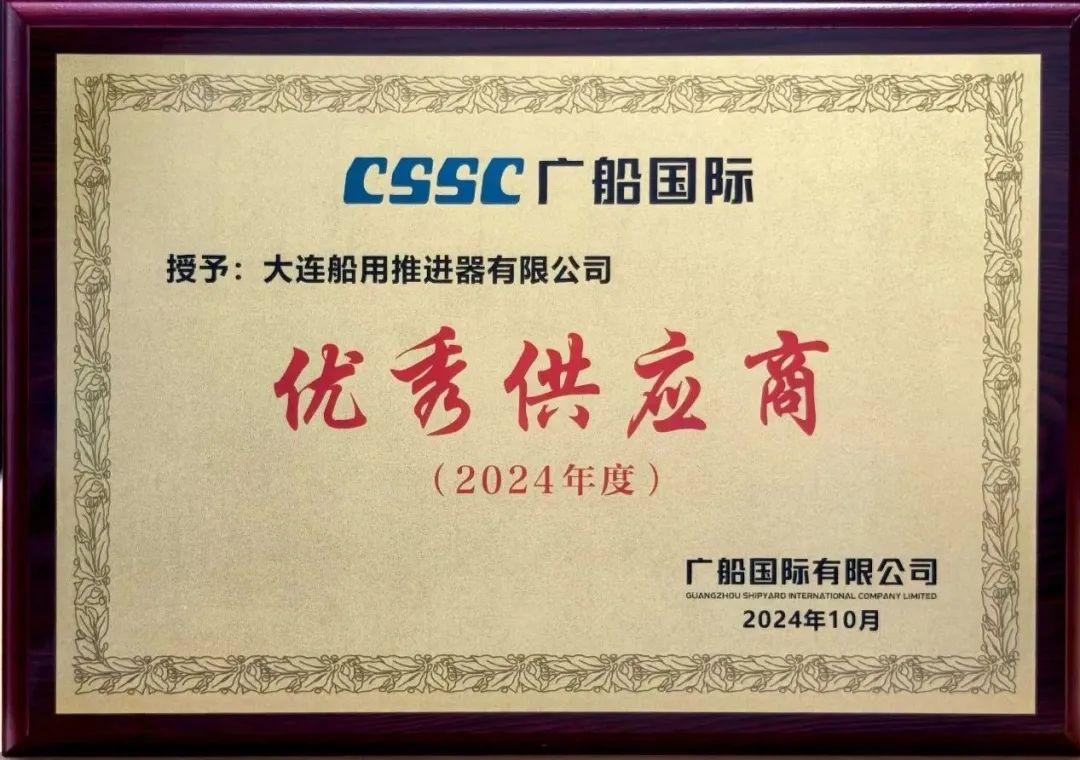 CSSC 广船国际
授予：大连船用推进器有限公司
优秀供应商
（2024年度）
广船国际有限公司
GUANGZHOU SHIPYARD INTERNATIONAL COMPANY LIMITED
2024年10月